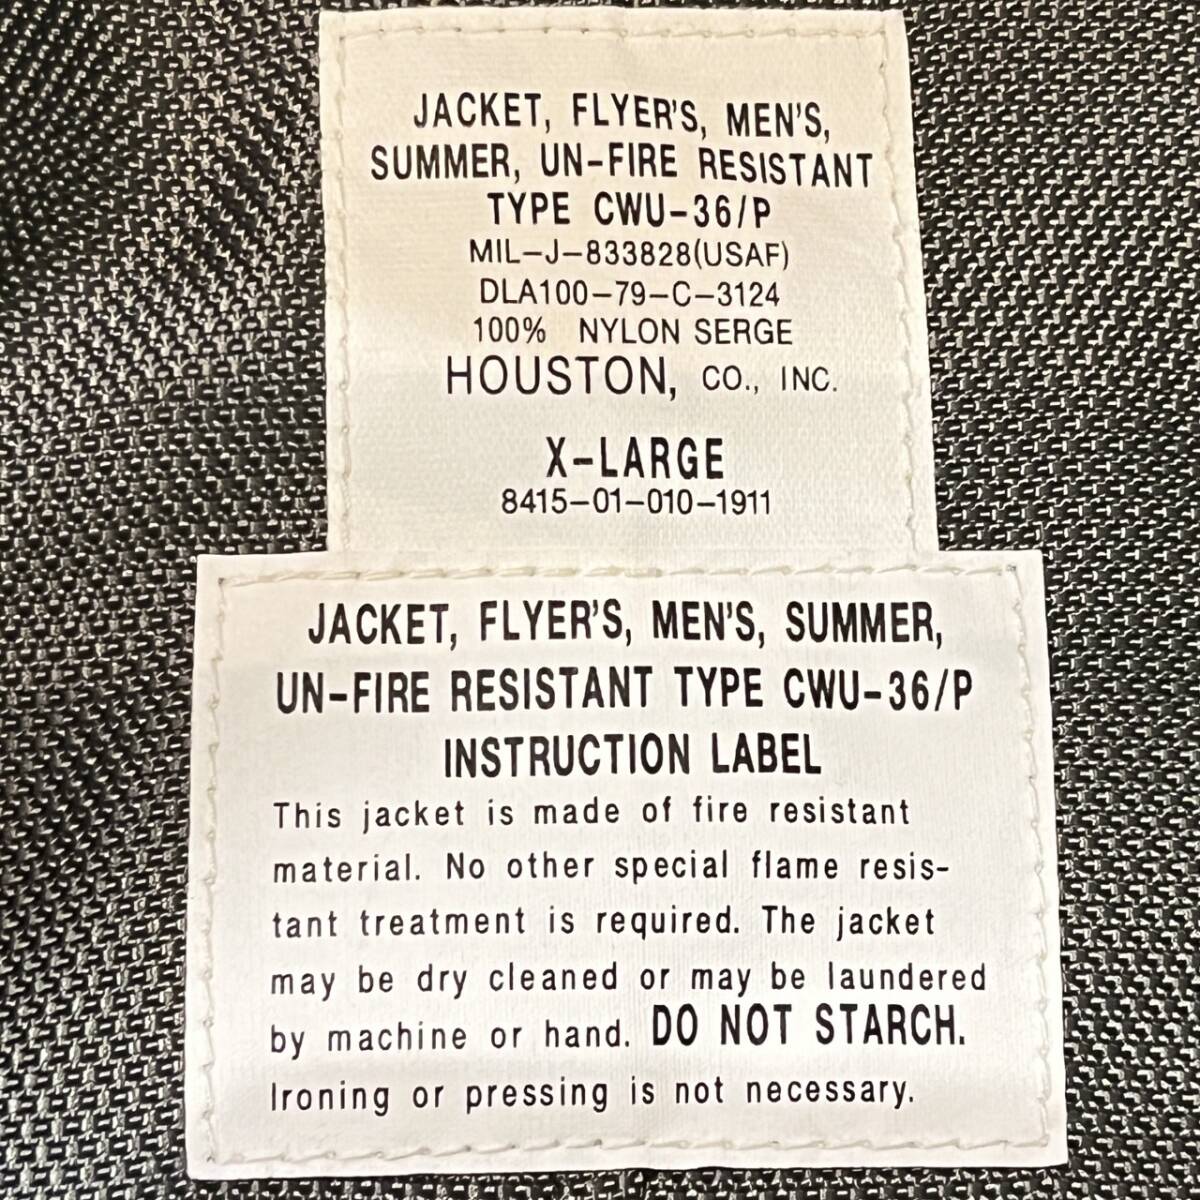 JACKET, FLYER'S, MEN'S,
SUMMER, UN-FIRE RESISTANT
TYPE CWU-36/P
MIL-J-833828(USAF)
DLA100-79-C-3124
100% NYLON SERGE
HOUSTON, CO., INC.
X-LARGE
8415-01-010-1911
JACKET, FLYER'S, MEN'S, SUMMER,
UN-FIRE RESISTANT TYPE CWU-36/P
INSTRUCTION LABEL
This jacket is made of fire resistant
material. No other special flame resis-
tant treatment is required. The jacket
may be dry cleaned or may be laundered
by machine or hand. DO NOT STARCH.
Ironing or pressing is not necessary.